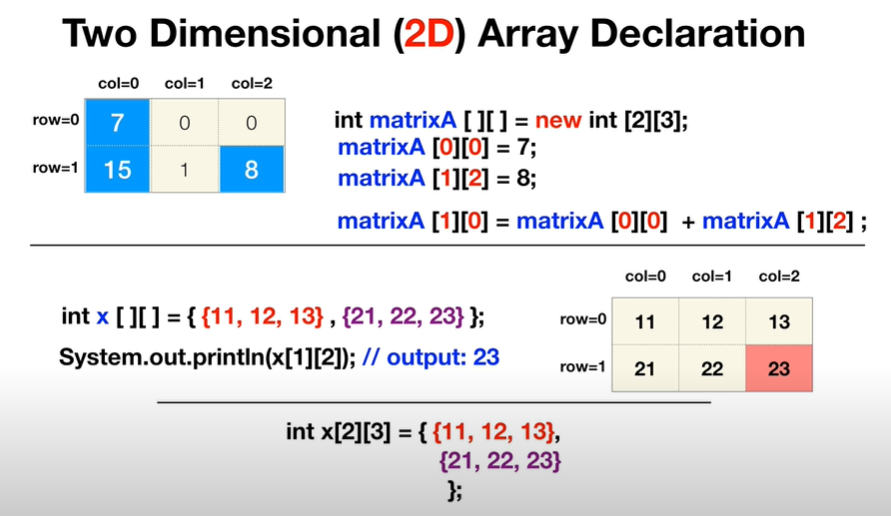 Two Dimensional (2D) Array Declaration
col=0 col=1 col=2
row=0 7 0 0
row=1 15 1 8
int matrixA [ ][ ] = new int [2][3];
matrixA [0][0] = 7;
matrixA [1][2] = 8;
matrixA [1][0] = matrixA [0][0] + matrixA [1][2] ;
int x [ ][ ] = { {11, 12, 13} , {21, 22, 23} };
System.out.println(x[1][2]); // output: 23
col=0 col=1 col=2
row=0 11 12 13
row=1 21 22 23
int x[2][3] = { {11, 12, 13},
{21, 22, 23}
};